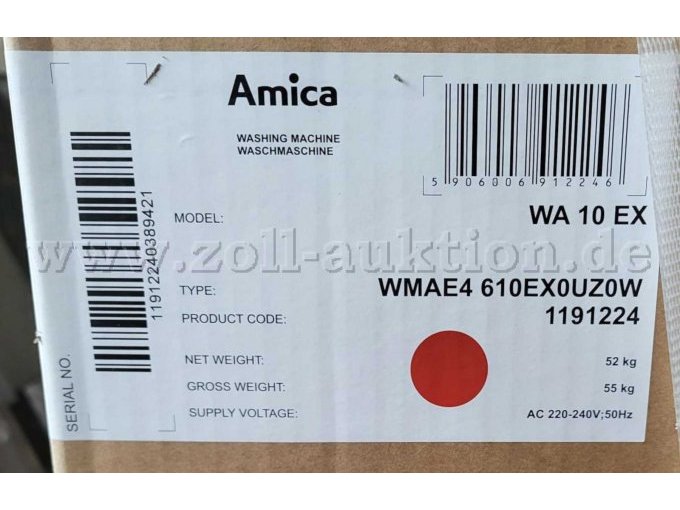 Amica
WASHING MACHINE
WASCHMASCHINE
5 906006 912246
MODEL: WA 10 EX
www.zoll-auktion.de
TYPE: WMAE4 610EX0UZ0W
PRODUCT CODE: 1191224
NET WEIGHT: 52 kg
GROSS WEIGHT: 55 kg
SUPPLY VOLTAGE: AC 220-240V;50Hz
SERIAL NO.
11912240389421